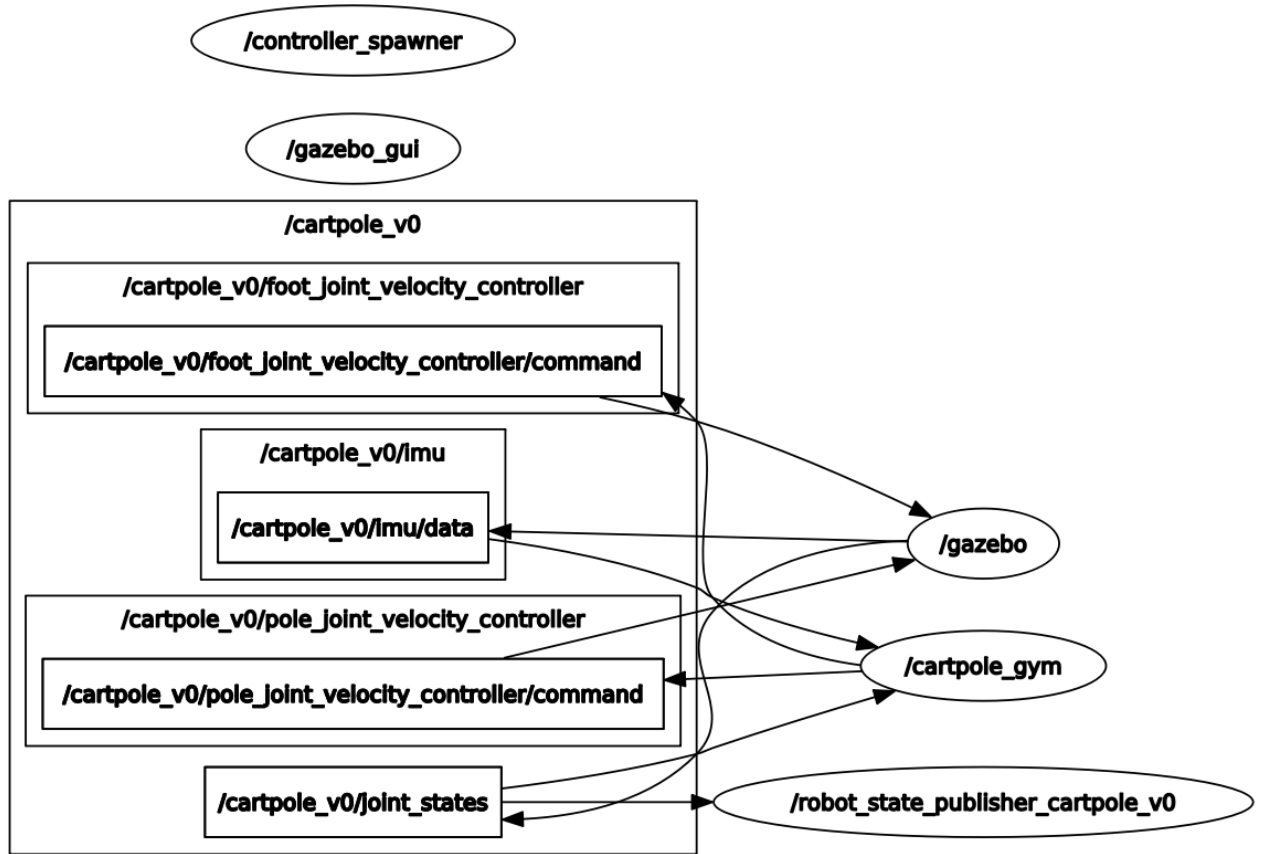 /controller_spawner
/gazebo_gui
/cartpole_v0
/cartpole_v0/foot_joint_velocity_controller
/cartpole_v0/foot_joint_velocity_controller/command
/cartpole_v0/imu
/cartpole_v0/imu/data
/gazebo
/cartpole_v0/pole_joint_velocity_controller
/cartpole_gym
/cartpole_v0/pole_joint_velocity_controller/command
/cartpole_v0/joint_states
/robot_state_publisher_cartpole_v0